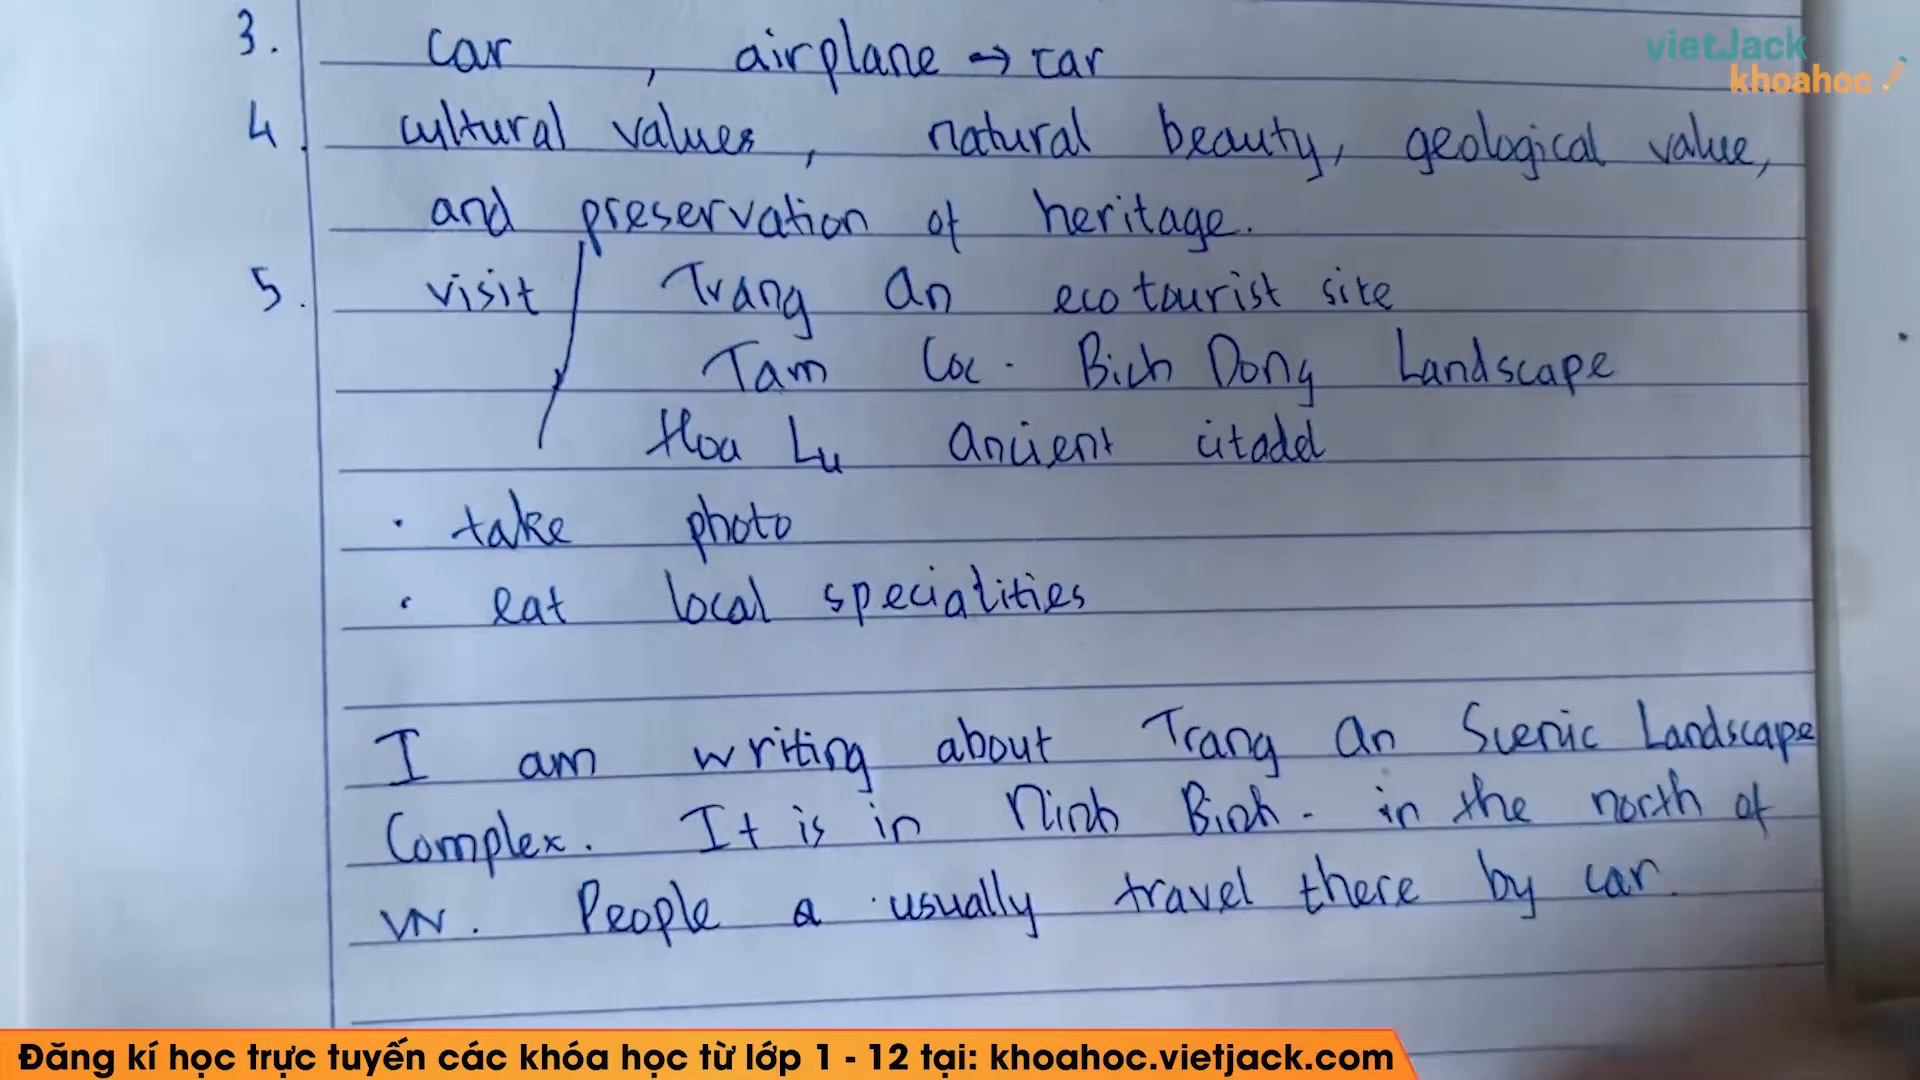 vietJack
khoahoc
3. car, airplane → car
4. cultural values, natural beauty, geological value,
and preservation of heritage.
5. visit Trang An ecotourist site
Tam Coc - Bich Dong Landscape
Hoa Lu ancient citadel
· take photo
· eat local specialities
I am writing about Trang An Scenic Landscape
Complex. It is in Ninh Binh - in the north of
VN. People a usually travel there by car.
Đăng kí học trực tuyến các khóa học từ lớp 1 - 12 tại: khoahoc.vietjack.com